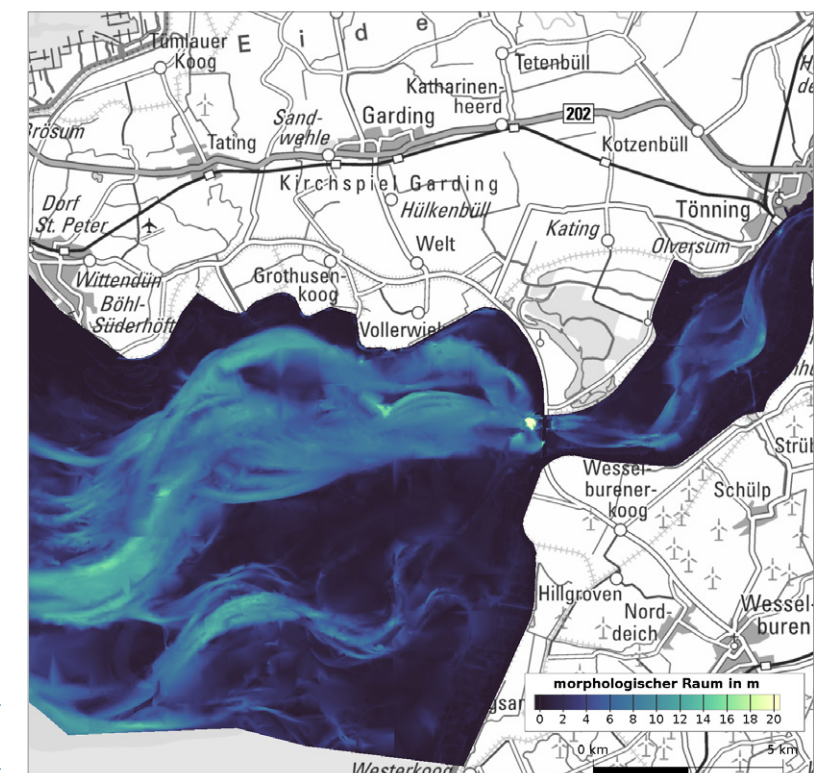 Tümlauer
Koog
E i d e
Tetenbüll
Katharinen-
heerd
Sand-
wehle
Garding
202
Brösum
Tating
Kotzenbüll
Kirchspiel Garding
Dorf
St. Peter
Hülkenbüll
Tönning
Kating
Welt
Olversum
Wittendün
Grothusen-
koog
Böhl-
Süderhöft
Vollerwiek
Wessel-
burener-
koog
Strüb
Schülp
Hillgroven
Nord-
deich
Wessel-
buren
morphologischer Raum in m
0 2 4 6 8 10 12 14 16 18 20
0 km 5 km
Westerkoog